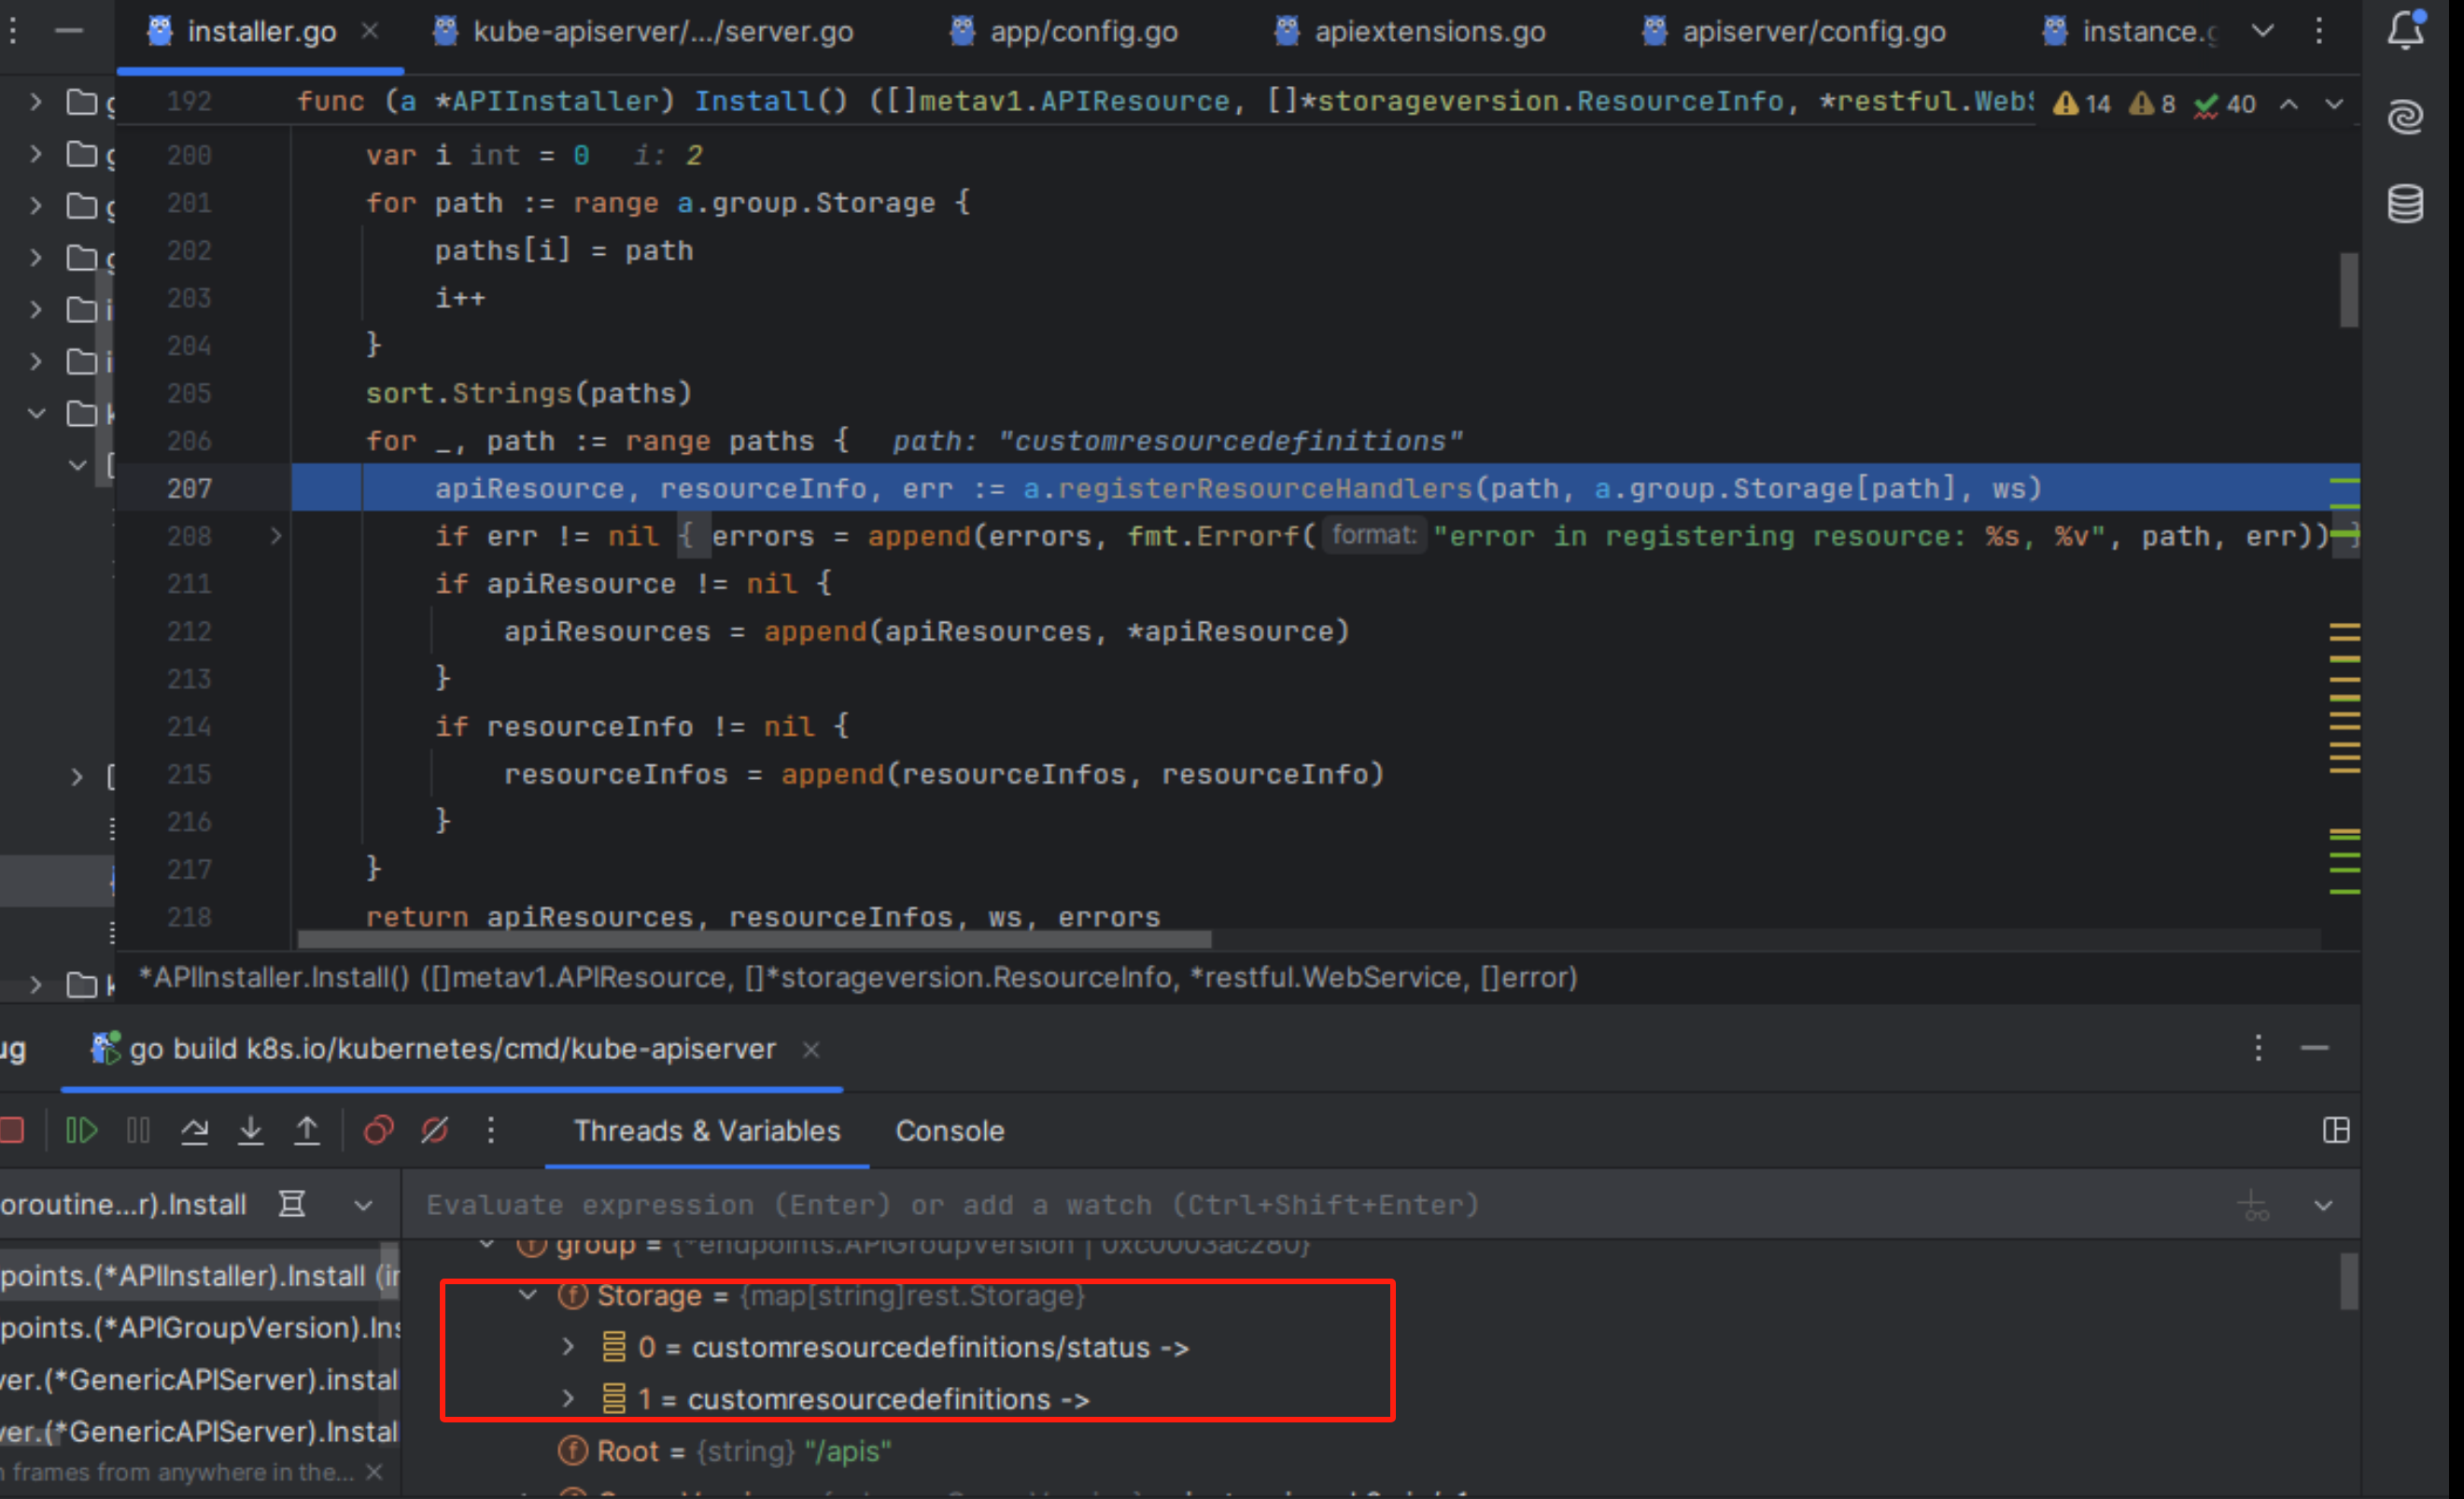 installer.go kube-apiserver/.../server.go app/config.go apiextensions.go apiserver/config.go instance.g
192 func (a *APIInstaller) Install() ([]metav1.APIResource, []*storageversion.ResourceInfo, *restful.WebS 14 8 40
200 var i int = 0 i: 2
201 for path := range a.group.Storage {
202 paths[i] = path
203 i++
204 }
205 sort.Strings(paths)
206 for _, path := range paths { path: "customresourcedefinitions"
207 apiResource, resourceInfo, err := a.registerResourceHandlers(path, a.group.Storage[path], ws)
208 if err != nil { errors = append(errors, fmt.Errorf( format: "error in registering resource: %s, %v", path, err)) }
211 if apiResource != nil {
212 apiResources = append(apiResources, *apiResource)
213 }
214 if resourceInfo != nil {
215 resourceInfos = append(resourceInfos, resourceInfo)
216 }
217 }
218 return apiResources, resourceInfos, ws, errors
*APIInstaller.Install() ([]metav1.APIResource, []*storageversion.ResourceInfo, *restful.WebService, []error)
ug go build k8s.io/kubernetes/cmd/kube-apiserver
Threads & Variables Console
oroutine...r).Install
Evaluate expression (Enter) or add a watch (Ctrl+Shift+Enter)
points.(*APIInstaller).Install (in
points.(*APIGroupVersion).Ins
ver.(*GenericAPIServer).instal
ver.(*GenericAPIServer).Instal
n frames from anywhere in the...
group = {*endpoints.APIGroupVersion | 0xc0003ac280}
Storage = {map[string]rest.Storage}
0 = customresourcedefinitions/status ->
1 = customresourcedefinitions ->
Root = {string} "/apis"